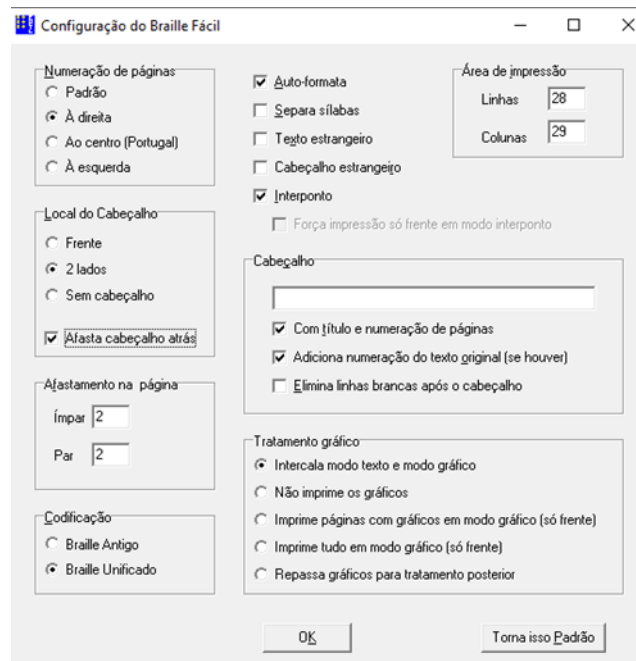 Configuração do Braille Fácil
Numeração de páginas
Padrão
À direita
Ao centro (Portugal)
À esquerda
Local do Cabeçalho
Frente
2 lados
Sem cabeçalho
Afasta cabeçalho atrás
Afastamento na página
Ímpar 2
Par 2
Codificação
Braille Antigo
Braille Unificado
Auto-formata
Separa sílabas
Texto estrangeiro
Cabeçalho estrangeiro
Interponto
Força impressão só frente em modo interponto
Área de impressão
Linhas 28
Colunas 29
Cabeçalho
Com título e numeração de páginas
Adiciona numeração do texto original (se houver)
Elimina linhas brancas após o cabeçalho
Tratamento gráfico
Intercala modo texto e modo gráfico
Não imprime os gráficos
Imprime páginas com gráficos em modo gráfico (só frente)
Imprime tudo em modo gráfico (só frente)
Repassa gráficos para tratamento posterior
OK
Torna isso Padrão